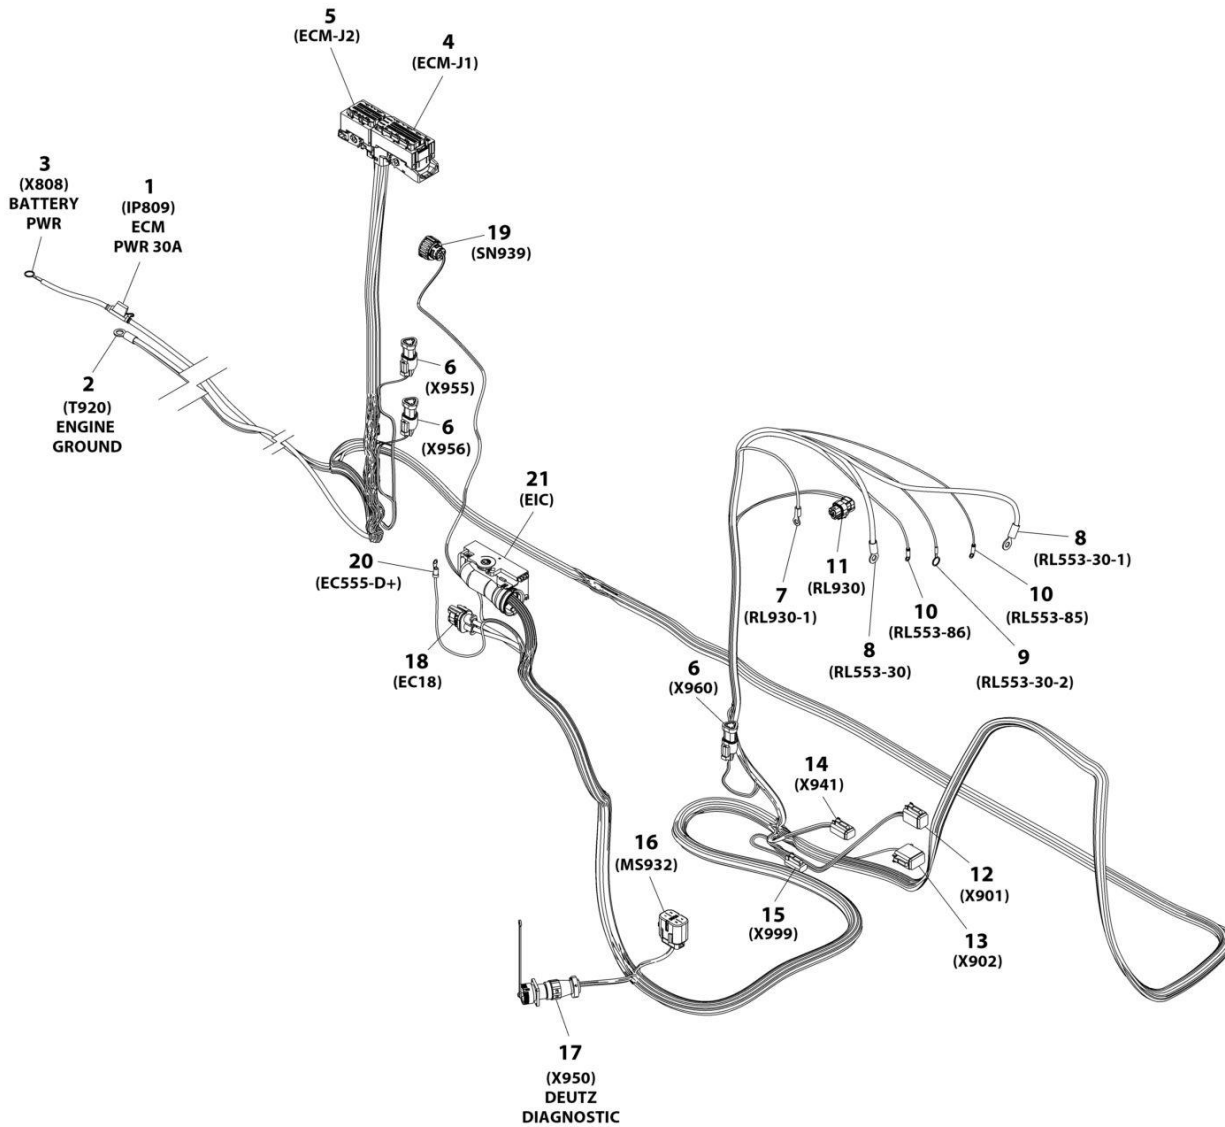 5
(ECM-J2)
4
(ECM-J1)
3
(X808)
BATTERY
PWR
1
(IP809)
ECM
PWR 30A
19
(SN939)
2
(T920)
ENGINE
GROUND
6
(X955)
6
(X956)
21
(EIC)
20
(EC555-D+)
18
(EC18)
7
(RL930-1)
11
(RL930)
8
(RL553-30)
10
(RL553-86)
9
(RL553-30-2)
10
(RL553-85)
8
(RL553-30-1)
6
(X960)
14
(X941)
16
(MS932)
15
(X999)
12
(X901)
13
(X902)
17
(X950)
DEUTZ
DIAGNOSTIC